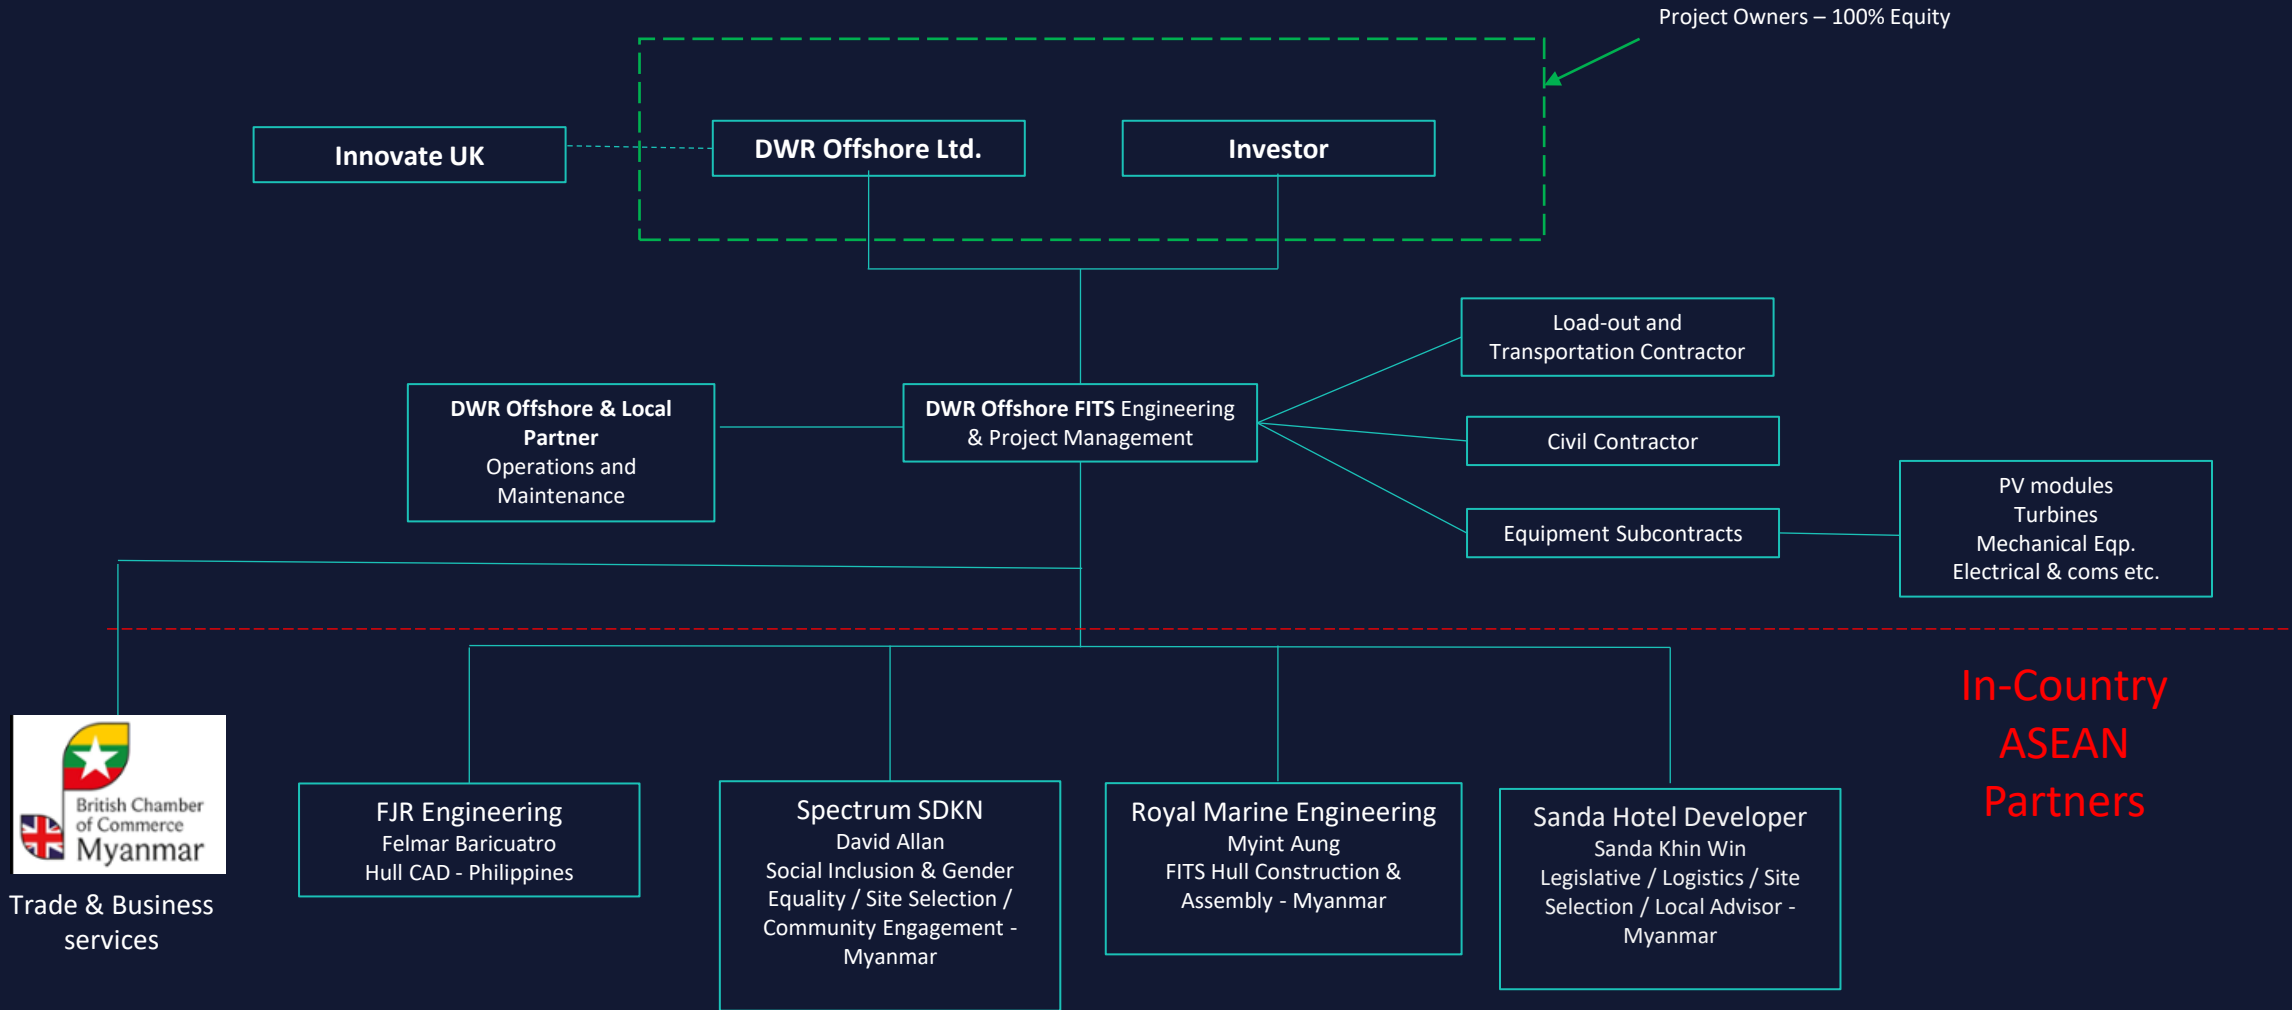 Project Owners – 100% Equity
Innovate UK
DWR Offshore Ltd.
Investor
Load-out and
Transportation Contractor
DWR Offshore & Local
Partner
Operations and
Maintenance
DWR Offshore FITS Engineering
& Project Management
Civil Contractor
Equipment Subcontracts
PV modules
Turbines
Mechanical Eqp.
Electrical & coms etc.
In-Country
ASEAN
Partners
British Chamber
of Commerce
Myanmar
Trade & Business
services
FJR Engineering
Felmar Baricuatro
Hull CAD - Philippines
Spectrum SDKN
David Allan
Social Inclusion & Gender
Equality / Site Selection /
Community Engagement -
Myanmar
Royal Marine Engineering
Myint Aung
FITS Hull Construction &
Assembly - Myanmar
Sanda Hotel Developer
Sanda Khin Win
Legislative / Logistics / Site
Selection / Local Advisor -
Myanmar